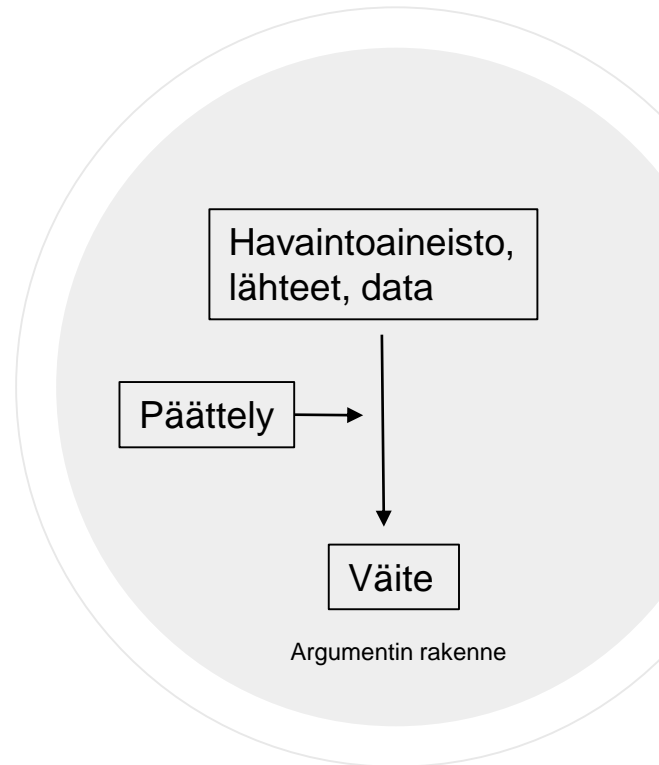 Havaintoaineisto,
lähteet, data
Päättely
Väite
Argumentin rakenne